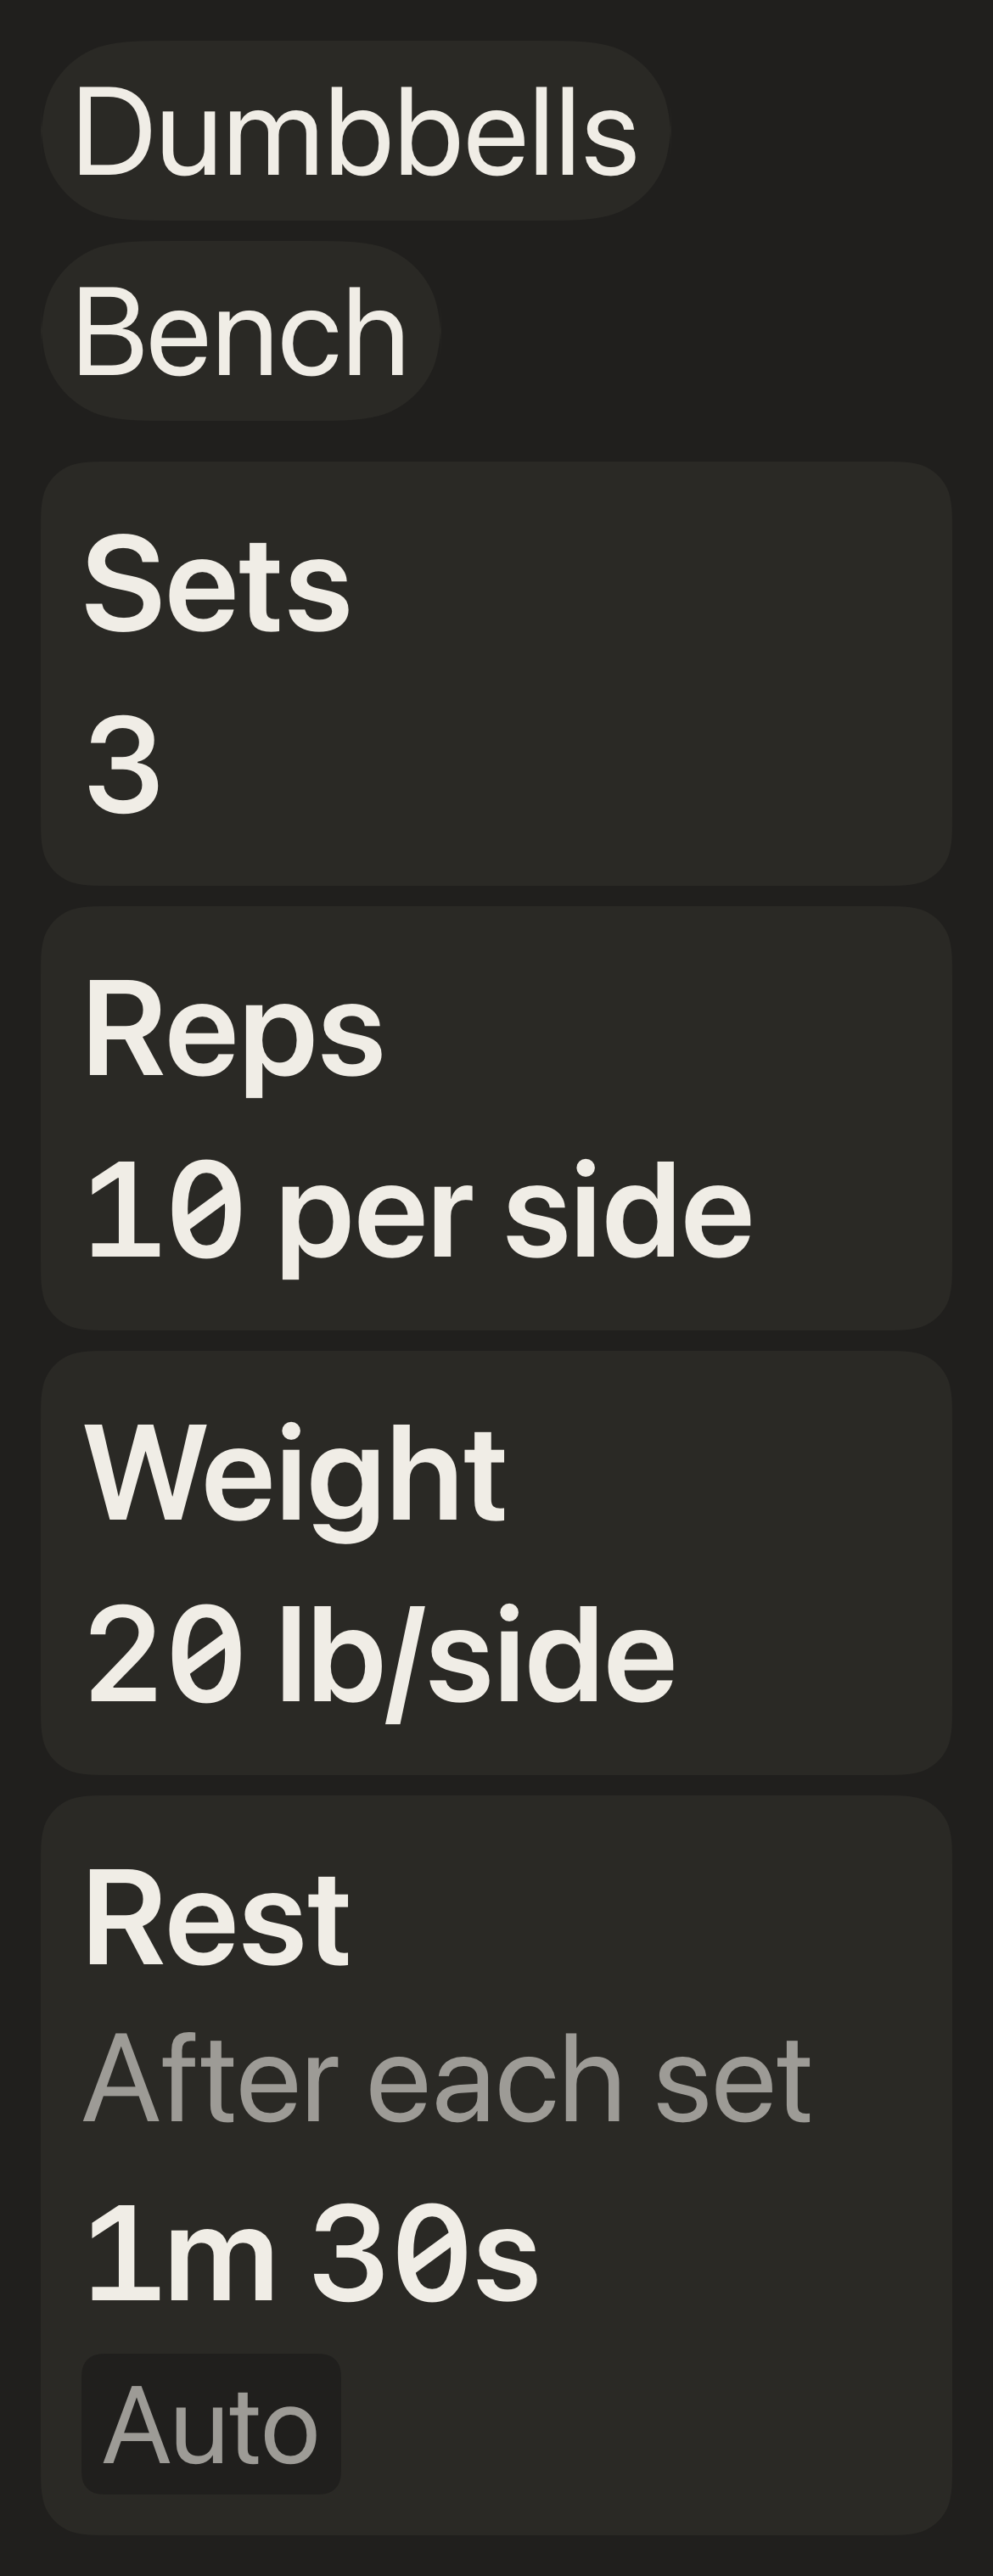 Dumbbells
Bench
Sets
3
Reps
10 per side
Weight
20 lb/side
Rest
After each set
1m 30s
Auto